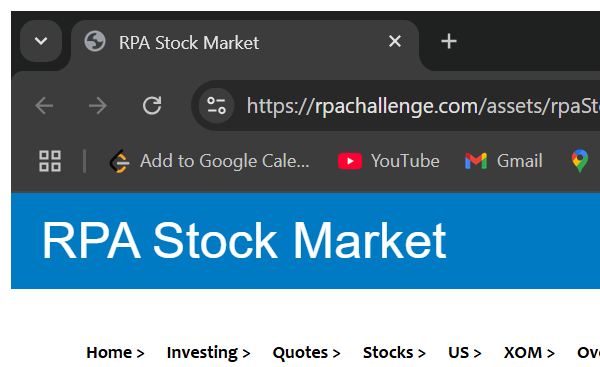 RPA Stock Market
https://rpachallenge.com/assets/rpaSt
Add to Google Cale... YouTube Gmail
RPA Stock Market
Home > Investing > Quotes > Stocks > US > XOM > Ov